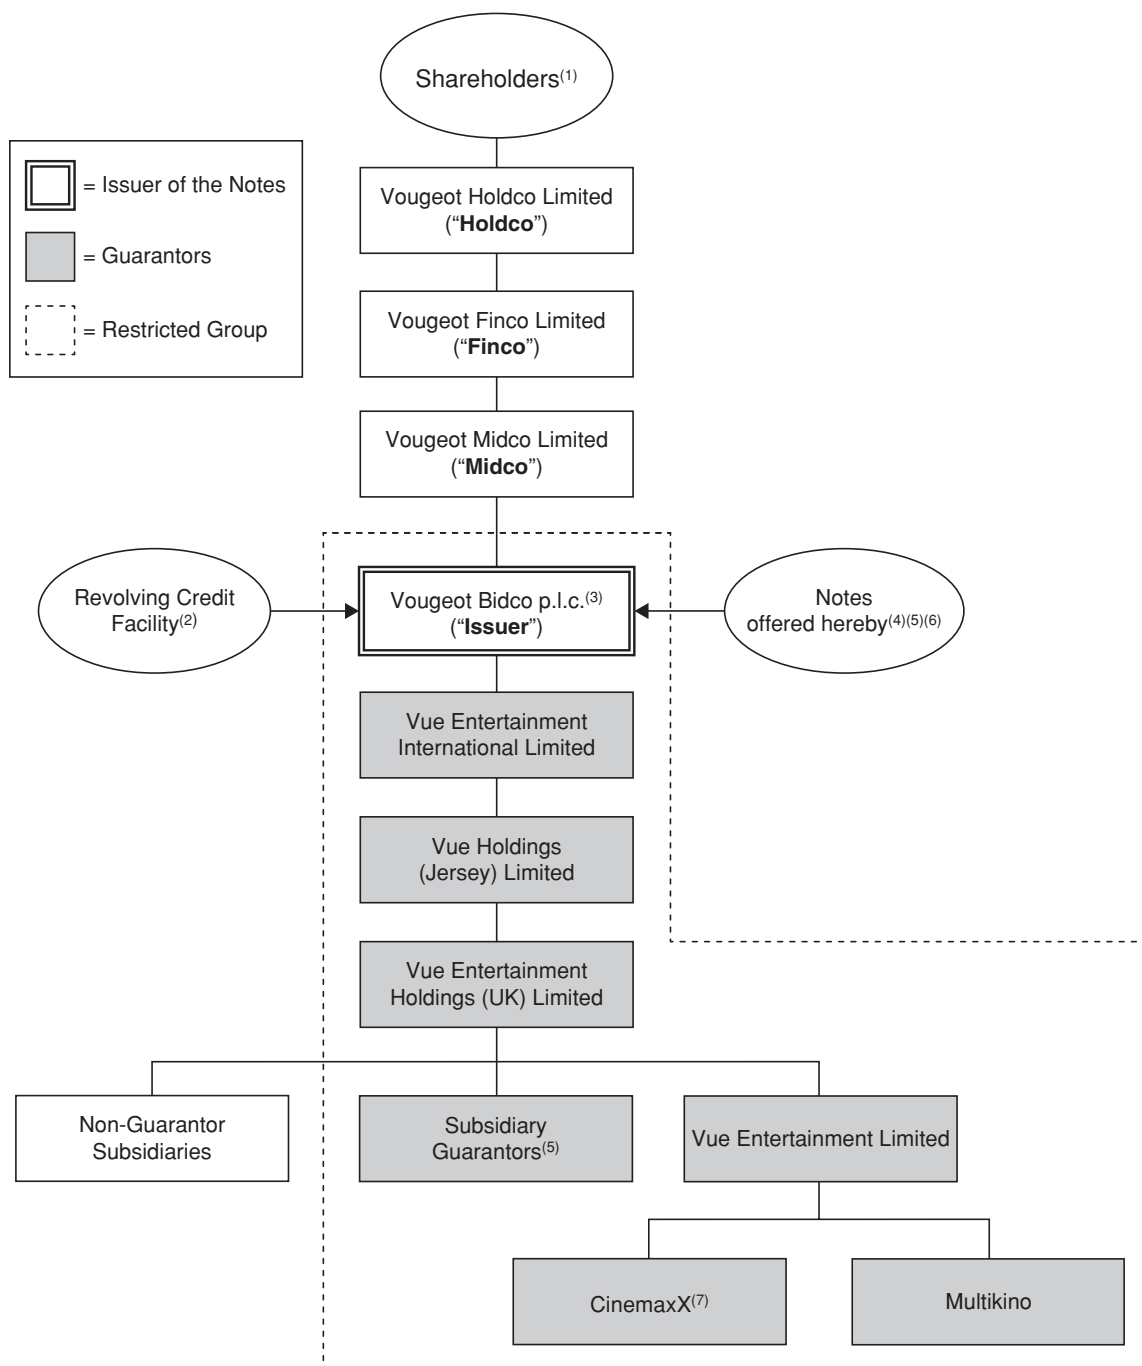 Shareholders(1)
= Issuer of the Notes
= Guarantors
= Restricted Group
Vougeot Holdco Limited
(“Holdco”)
Vougeot Finco Limited
(“Finco”)
Vougeot Midco Limited
(“Midco”)
Revolving Credit
Facility(2)
Vougeot Bidco p.l.c.(3)
(“Issuer”)
Notes
offered hereby(4)(5)(6)
Vue Entertainment
International Limited
Vue Holdings
(Jersey) Limited
Vue Entertainment
Holdings (UK) Limited
Non-Guarantor
Subsidiaries
Subsidiary
Guarantors(5)
Vue Entertainment Limited
CinemaxX(7)
Multikino